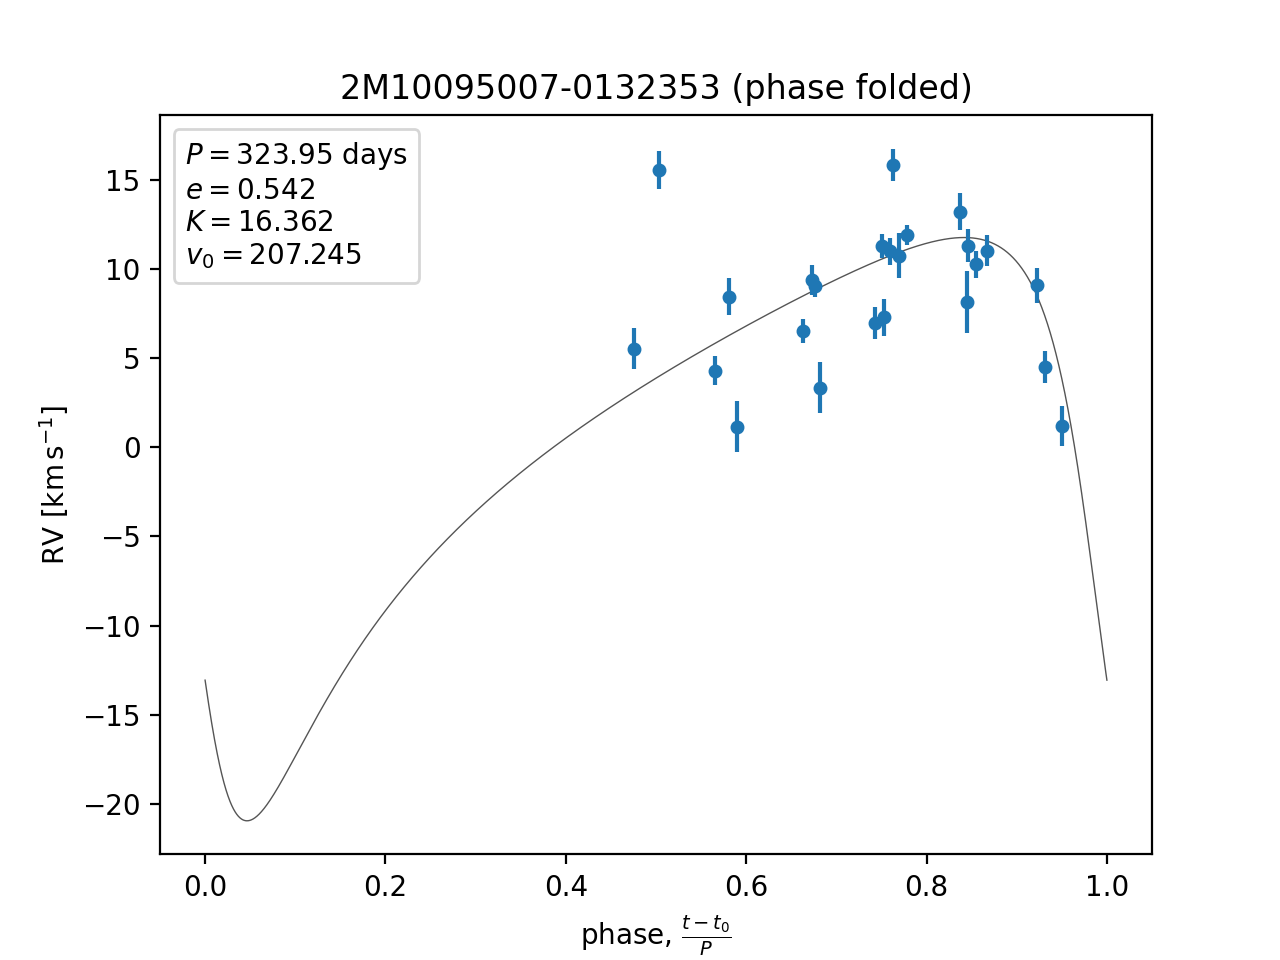 2M10095007-0132353 (phase folded)
P = 323.95 days
e = 0.542
K = 16.362
v₀ = 207.245
15
10
5
0
−5
−10
−15
−20
RV [km s⁻¹]
0.0 0.2 0.4 0.6 0.8 1.0
phase, (t − t₀)/P